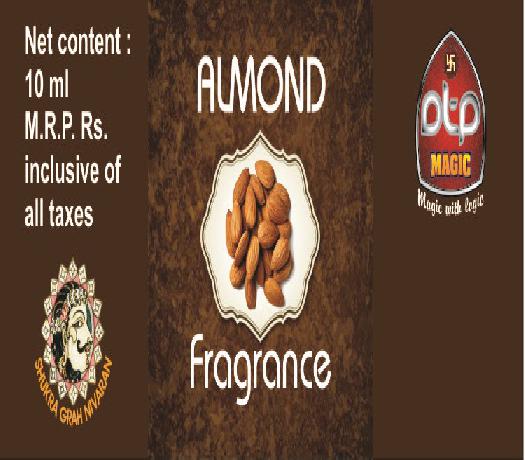 Net content :
10 ml
M.R.P. Rs.
inclusive of
all taxes
SHUKRA GRAH NIVARAN
ALMOND
Fragrance
otp
MAGIC
Magic with logic